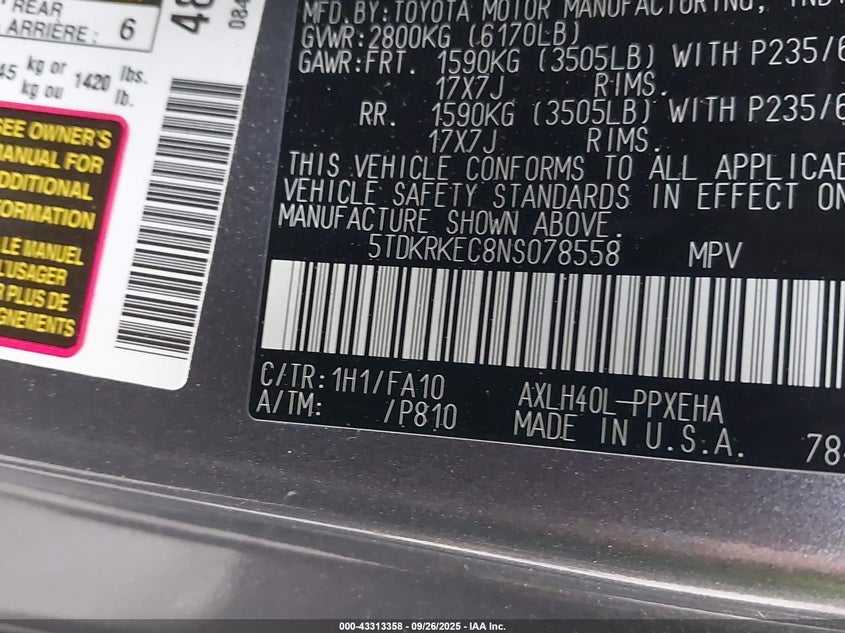 REAR
ARRIÈRE: 6
kg or 1420 lbs.
kg ou lb.
SEE OWNER'S
MANUAL FOR
ADDITIONAL
INFORMATION
LE MANUEL
PLUS DE
MFD.BY:TOYOTA MOTOR MANUFACTURING,
GVWR:2800KG (6170LB)
GAWR:FRT. 1590KG (3505LB) WITH P235/6
17X7J RIMS.
RR. 1590KG (3505LB) WITH P235/6
17X7J RIMS.
THIS VEHICLE CONFORMS TO ALL APPLICABLE
VEHICLE SAFETY STANDARDS IN EFFECT ON
MANUFACTURE SHOWN ABOVE.
5TDKRKEC8NS078558 MPV
C/TR: 1H1/FA10 AXLH40L-PPXEHA
A/TM: /P810 MADE IN U.S.A. 78
000-43313358 - 09/26/2025 - IAA Inc.